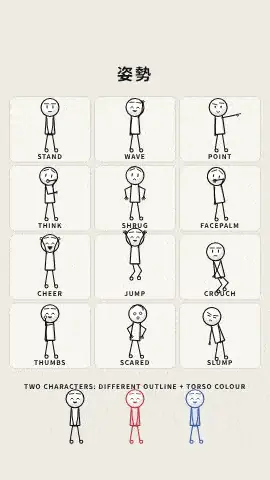 姿勢
STAND WAVE POINT
THINK SHRUG FACEPALM
CHEER JUMP CROUCH
THUMBS SCARED SLUMP
TWO CHARACTERS: DIFFERENT OUTLINE + TORSO COLOUR